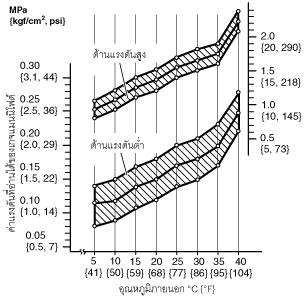 MPa
{kgf/cm², psi}
ด้านแรงดันสูง
2.0
{20, 290}
0.30
{3.1, 44}
1.5
{15, 218}
0.25
{2.5, 36}
1.0
{10, 145}
0.20
{2.0, 29}
ด้านแรงดันต่ำ
0.5
{5, 73}
0.15
{1.5, 22}
0.10
{1.0, 14}
0.05
{0.5, 7}
ค่าแรงดันที่อ่านได้ของเกจแมนนิโฟล์ด
5 10 15 20 25 30 35 40
{41} {50} {59} {68} {77} {86} {95} {104}
อุณหภูมิภายนอก °C {°F}